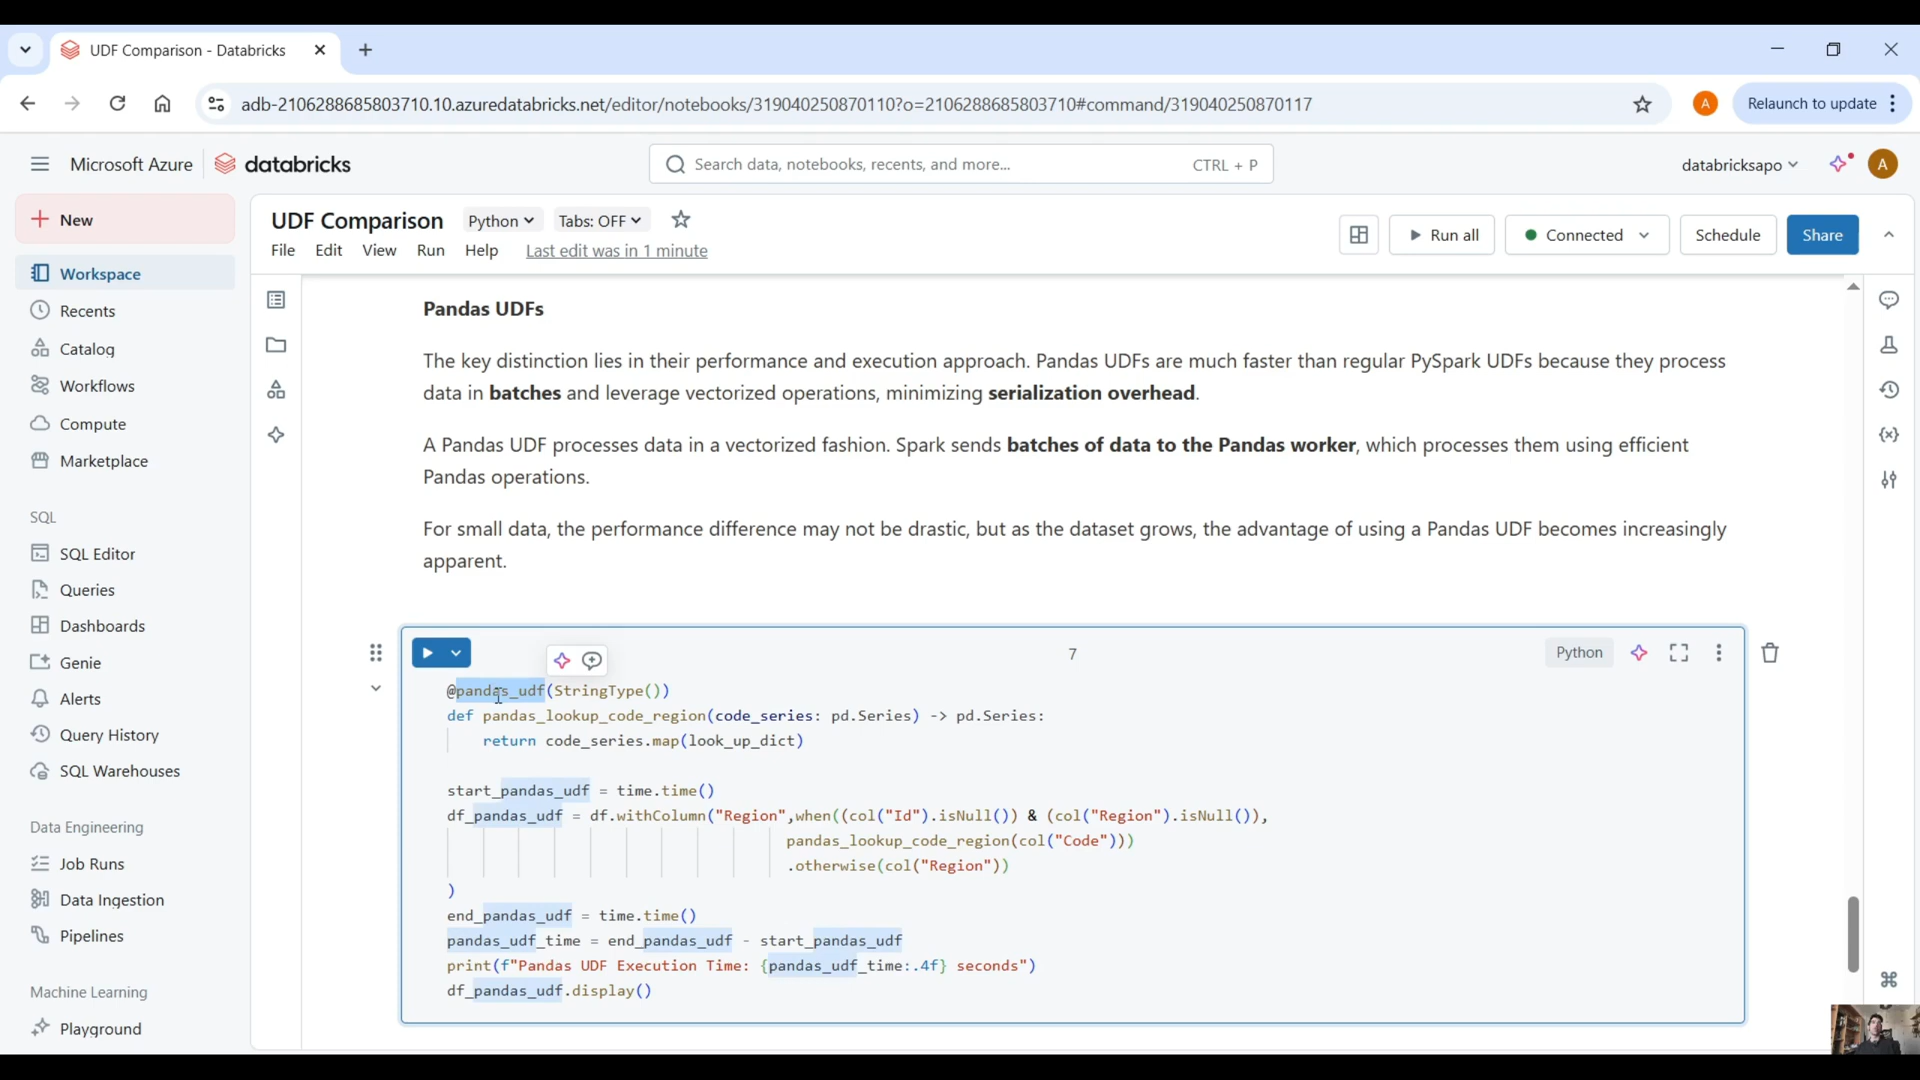 UDF Comparison - Databricks
adb-2106288685803710.10.azuredatabricks.net/editor/notebooks/319040250870110?o=2106288685803710#command/319040250870117
A
Relaunch to update
Microsoft Azure
databricks
Search data, notebooks, recents, and more...
CTRL + P
databricksapo
A
New
Workspace
Recents
Catalog
Workflows
Compute
Marketplace
SQL
SQL Editor
Queries
Dashboards
Genie
Alerts
Query History
SQL Warehouses
Data Engineering
Job Runs
Data Ingestion
Pipelines
Machine Learning
Playground
UDF Comparison
Python
Tabs: OFF
File
Edit
View
Run
Help
Last edit was in 1 minute
Run all
Connected
Schedule
Share
Pandas UDFs
The key distinction lies in their performance and execution approach. Pandas UDFs are much faster than regular PySpark UDFs because they process
data in batches and leverage vectorized operations, minimizing serialization overhead.
A Pandas UDF processes data in a vectorized fashion. Spark sends batches of data to the Pandas worker, which processes them using efficient
Pandas operations.
For small data, the performance difference may not be drastic, but as the dataset grows, the advantage of using a Pandas UDF becomes increasingly
apparent.
7
Python
@pandas_udf(StringType())
def pandas_lookup_code_region(code_series: pd.Series) -> pd.Series:
return code_series.map(look_up_dict)
start_pandas_udf = time.time()
df_pandas_udf = df.withColumn("Region",when((col("Id").isNull()) & (col("Region").isNull()),
pandas_lookup_code_region(col("Code")))
.otherwise(col("Region"))
)
end_pandas_udf = time.time()
pandas_udf_time = end_pandas_udf - start_pandas_udf
print(f"Pandas UDF Execution Time: {pandas_udf_time:.4f} seconds")
df_pandas_udf.display()